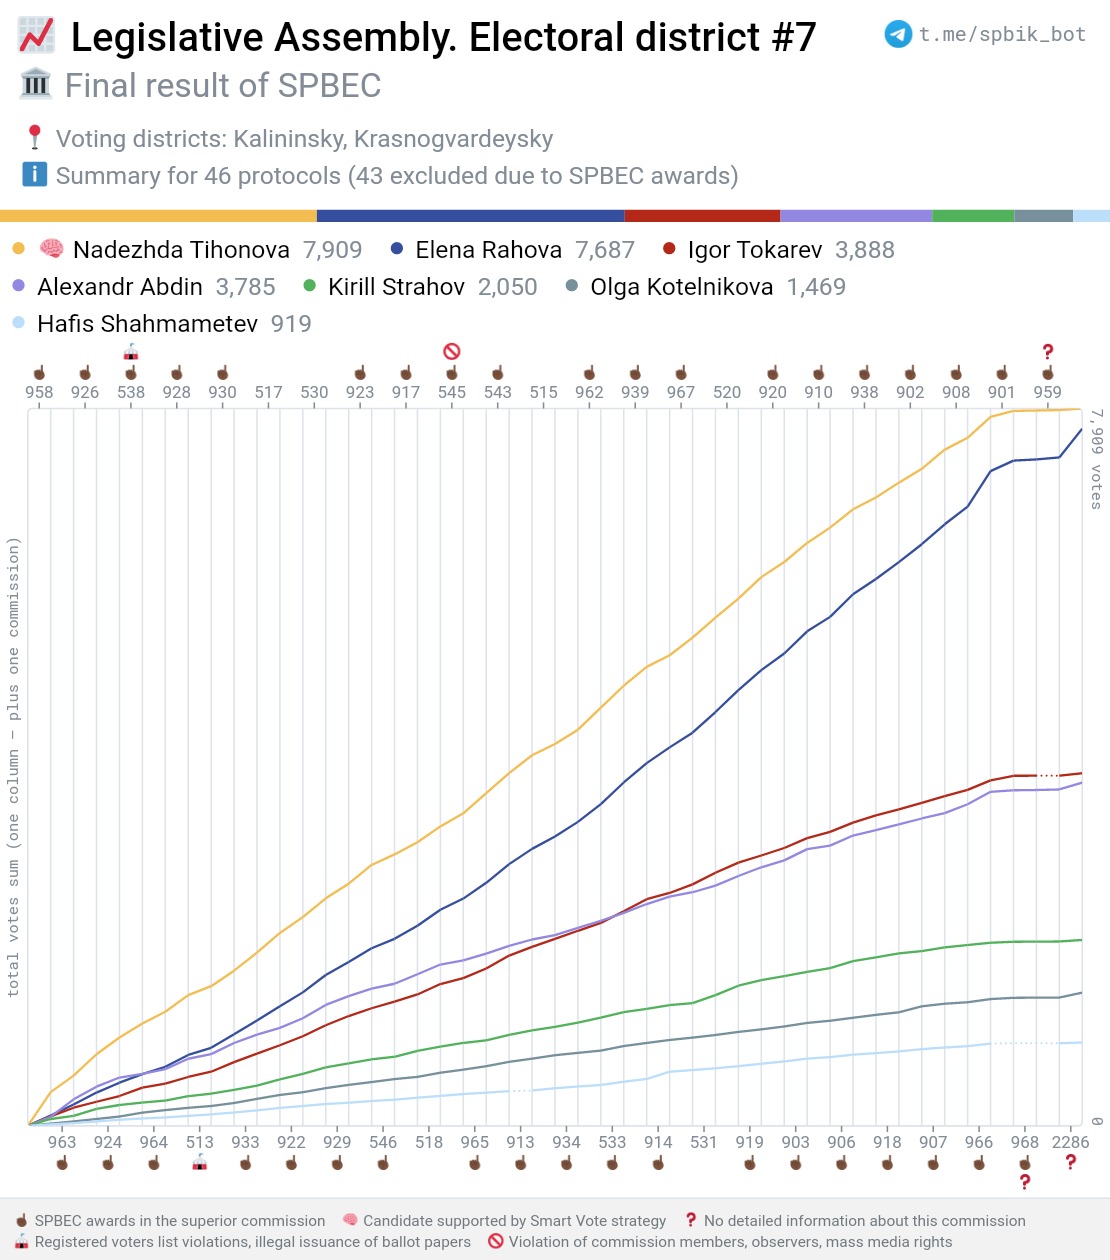 Legislative Assembly. Electoral district #7
t.me/spbik_bot
Final result of SPBEC
Voting districts: Kalininsky, Krasnogvardeysky
Summary for 46 protocols (43 excluded due to SPBEC awards)
Nadezhda Tihonova 7,909 Elena Rahova 7,687 Igor Tokarev 3,888
Alexandr Abdin 3,785 Kirill Strahov 2,050 Olga Kotelnikova 1,469
Hafis Shahmametev 919
958 926 538 928 930 517 530 923 917 545 543 515 962 939 967 520 920 910 938 902 908 901 959
7,909 votes
total votes sum (one column – plus one commission)
0
963 924 964 513 933 922 929 546 518 965 913 934 533 914 531 919 903 906 918 907 966 968 2286
SPBEC awards in the superior commission Candidate supported by Smart Vote strategy No detailed information about this commission
Registered voters list violations, illegal issuance of ballot papers Violation of commission members, observers, mass media rights